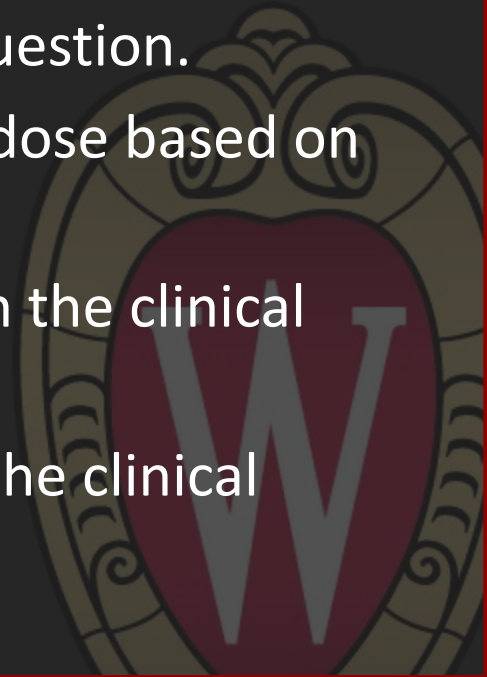 uestion.
dose based on
n the clinical
he clinical
W